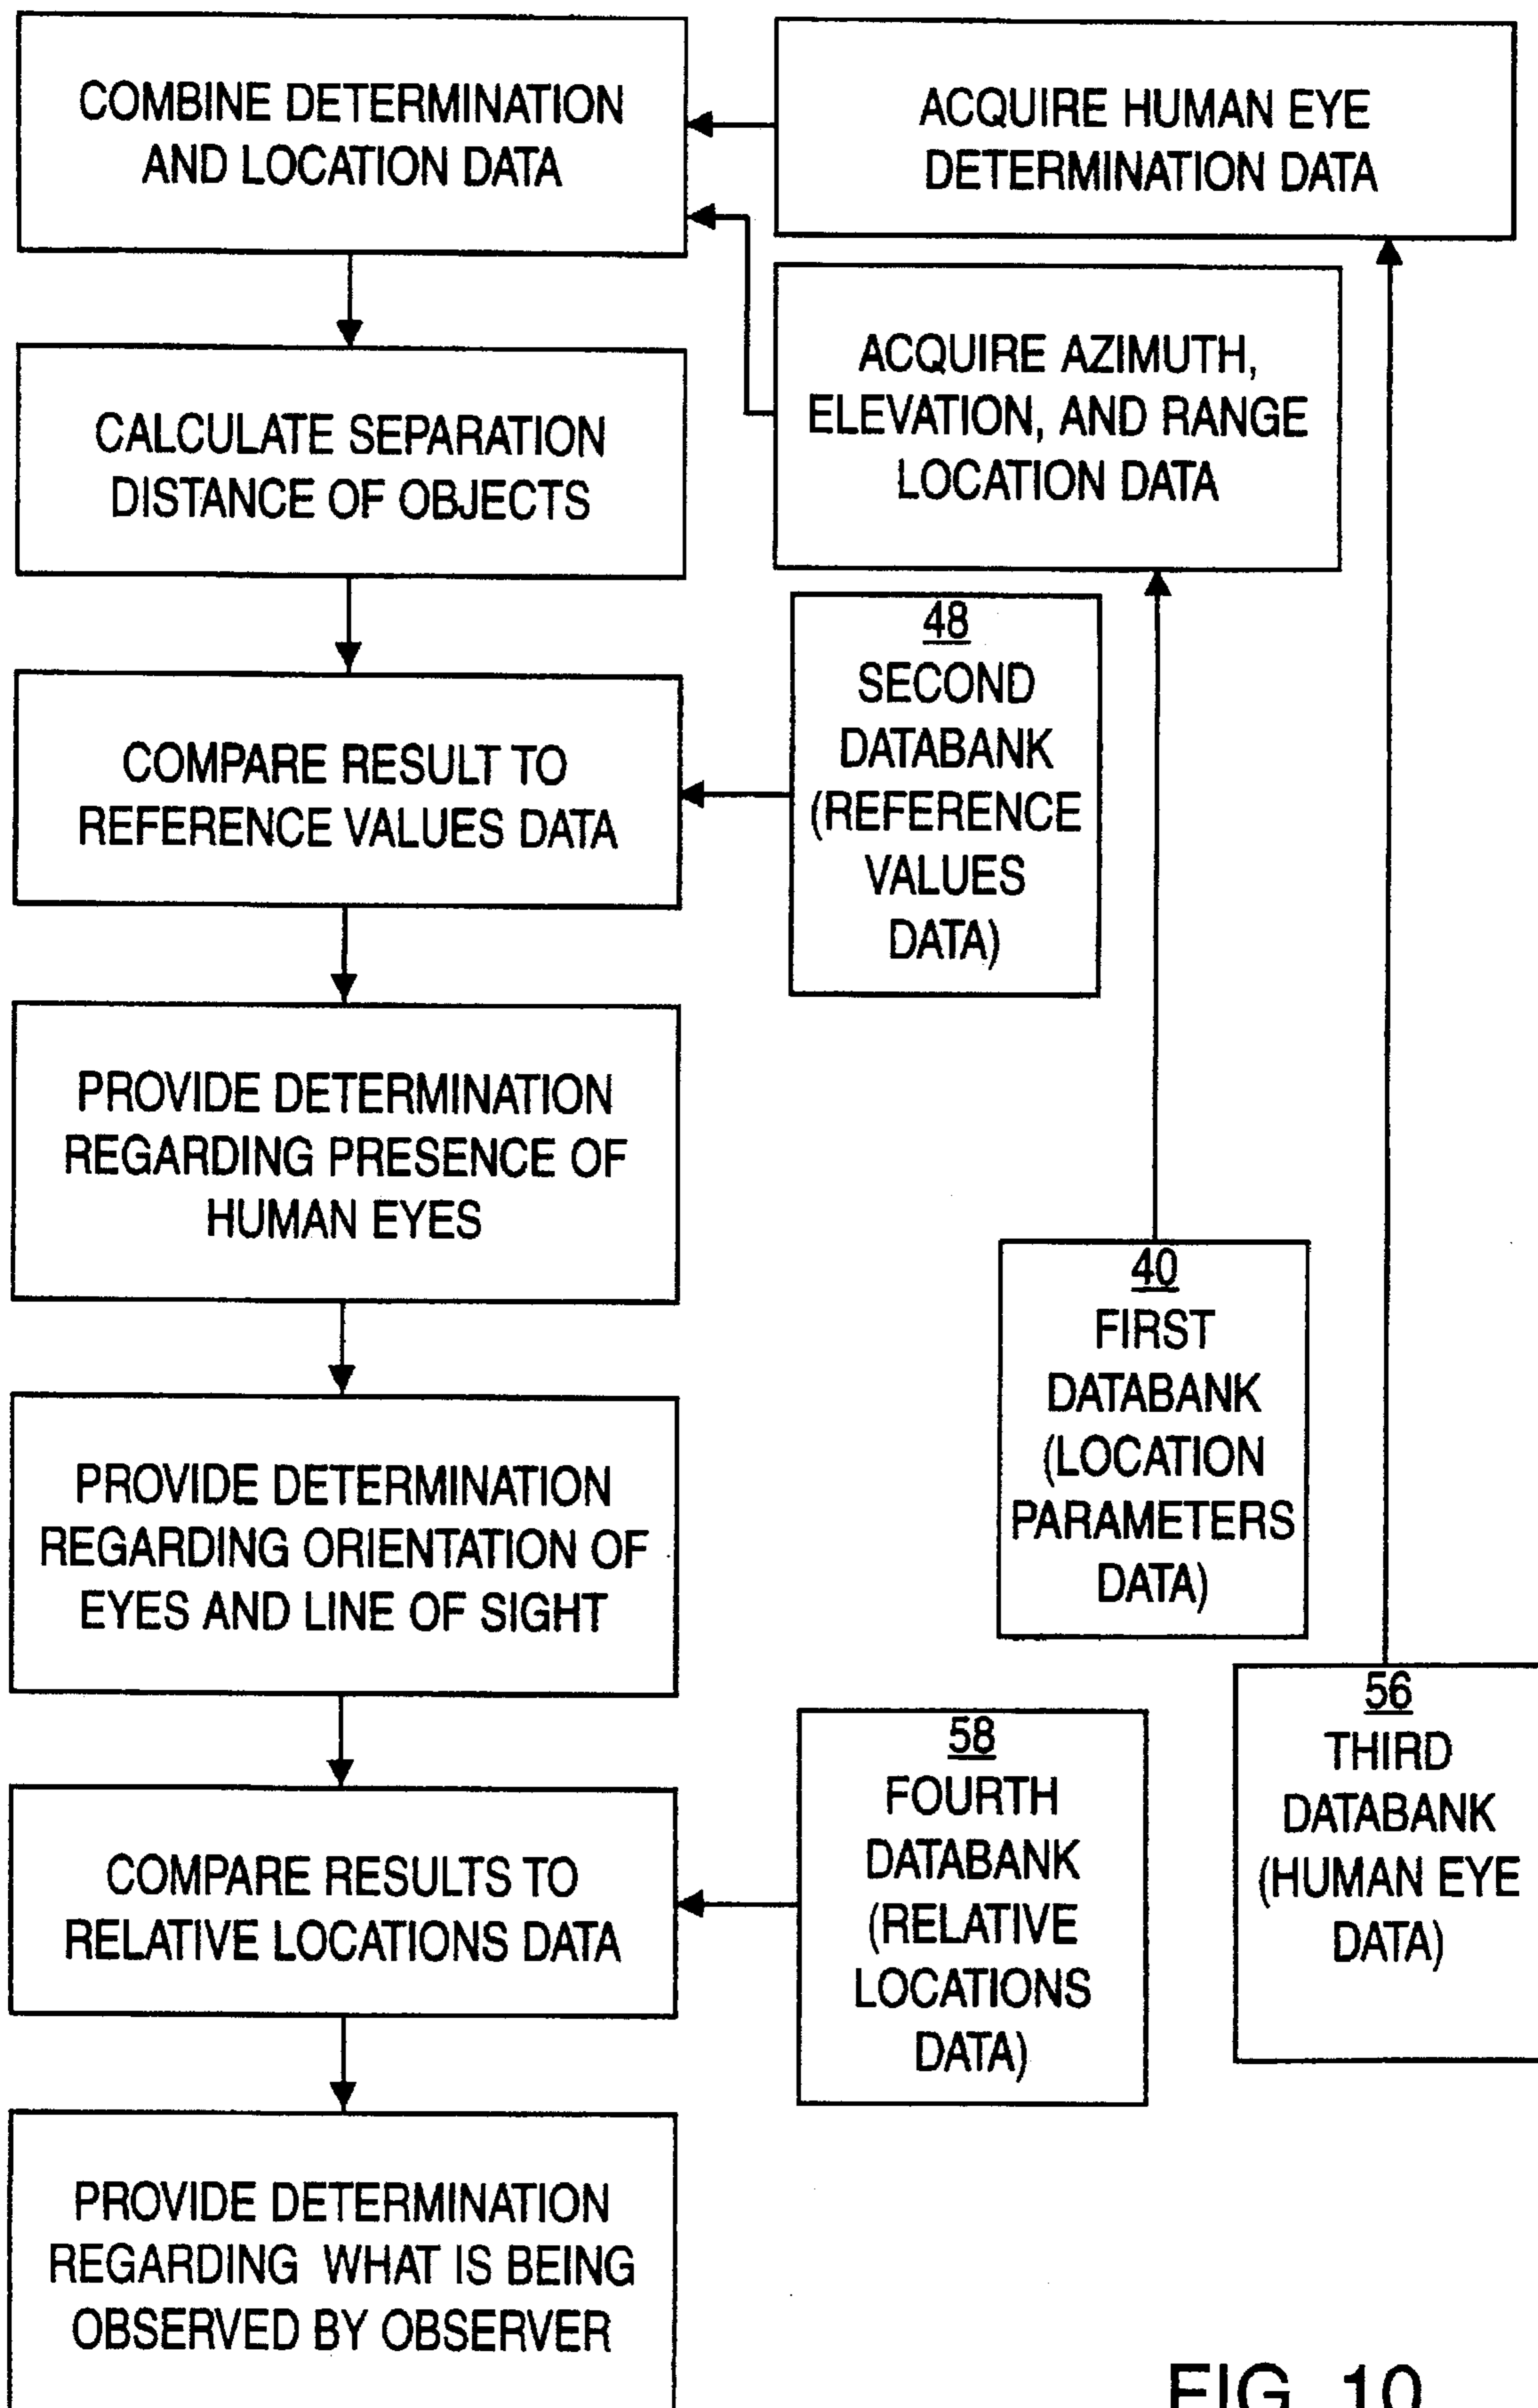 COMBINE DETERMINATION
AND LOCATION DATA
ACQUIRE HUMAN EYE
DETERMINATION DATA
ACQUIRE AZIMUTH,
ELEVATION, AND RANGE
LOCATION DATA
CALCULATE SEPARATION
DISTANCE OF OBJECTS
48
SECOND
DATABANK
(REFERENCE
VALUES
DATA)
COMPARE RESULT TO
REFERENCE VALUES DATA
PROVIDE DETERMINATION
REGARDING PRESENCE OF
HUMAN EYES
40
FIRST
DATABANK
(LOCATION
PARAMETERS
DATA)
PROVIDE DETERMINATION
REGARDING ORIENTATION OF
EYES AND LINE OF SIGHT
56
THIRD
DATABANK
(HUMAN EYE
DATA)
58
FOURTH
DATABANK
(RELATIVE
LOCATIONS
DATA)
COMPARE RESULTS TO
RELATIVE LOCATIONS DATA
PROVIDE DETERMINATION
REGARDING WHAT IS BEING
OBSERVED BY OBSERVER
FIG. 10